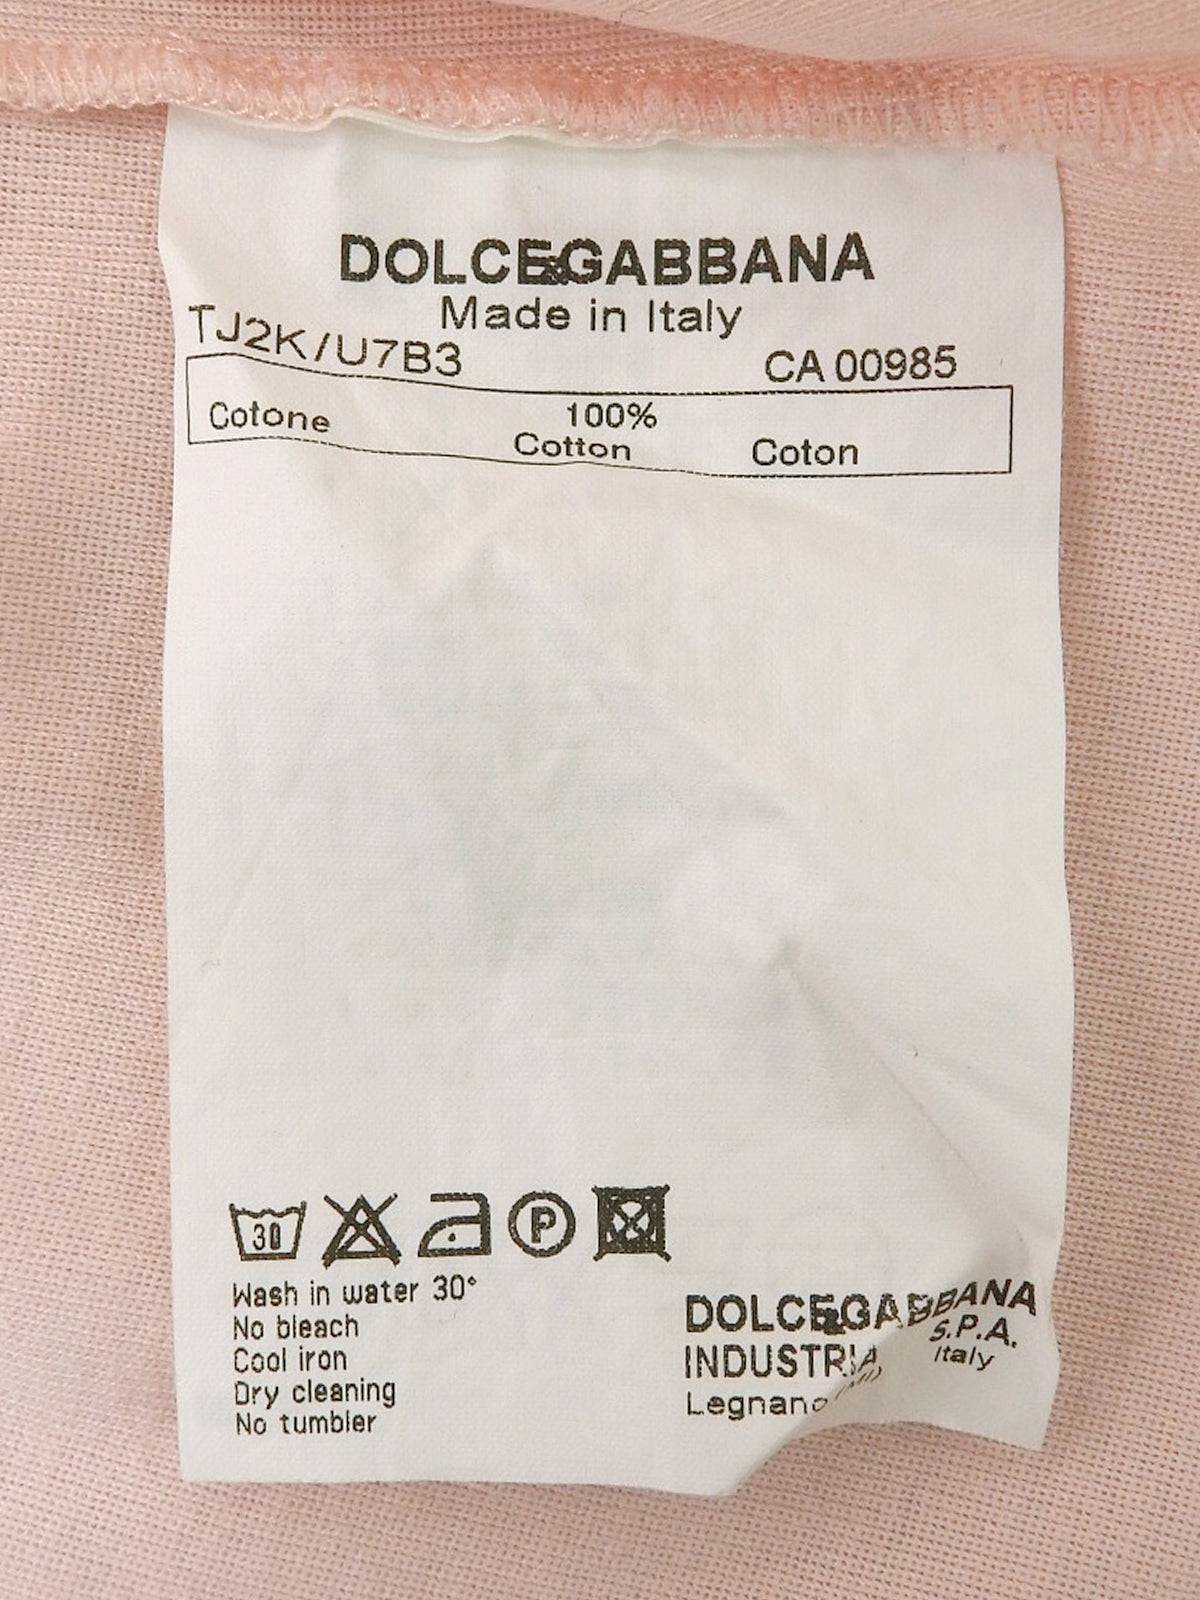 DOLCE&GABBANA
Made in Italy
TJ2K/U7B3 CA 00985
100%
Cotone Cotton Coton
30 P
Wash in water 30°
No bleach
Cool iron
Dry cleaning
No tumbler
DOLCE&GABBANA
INDUSTRIA S.P.A.
Legnano (MI) Italy